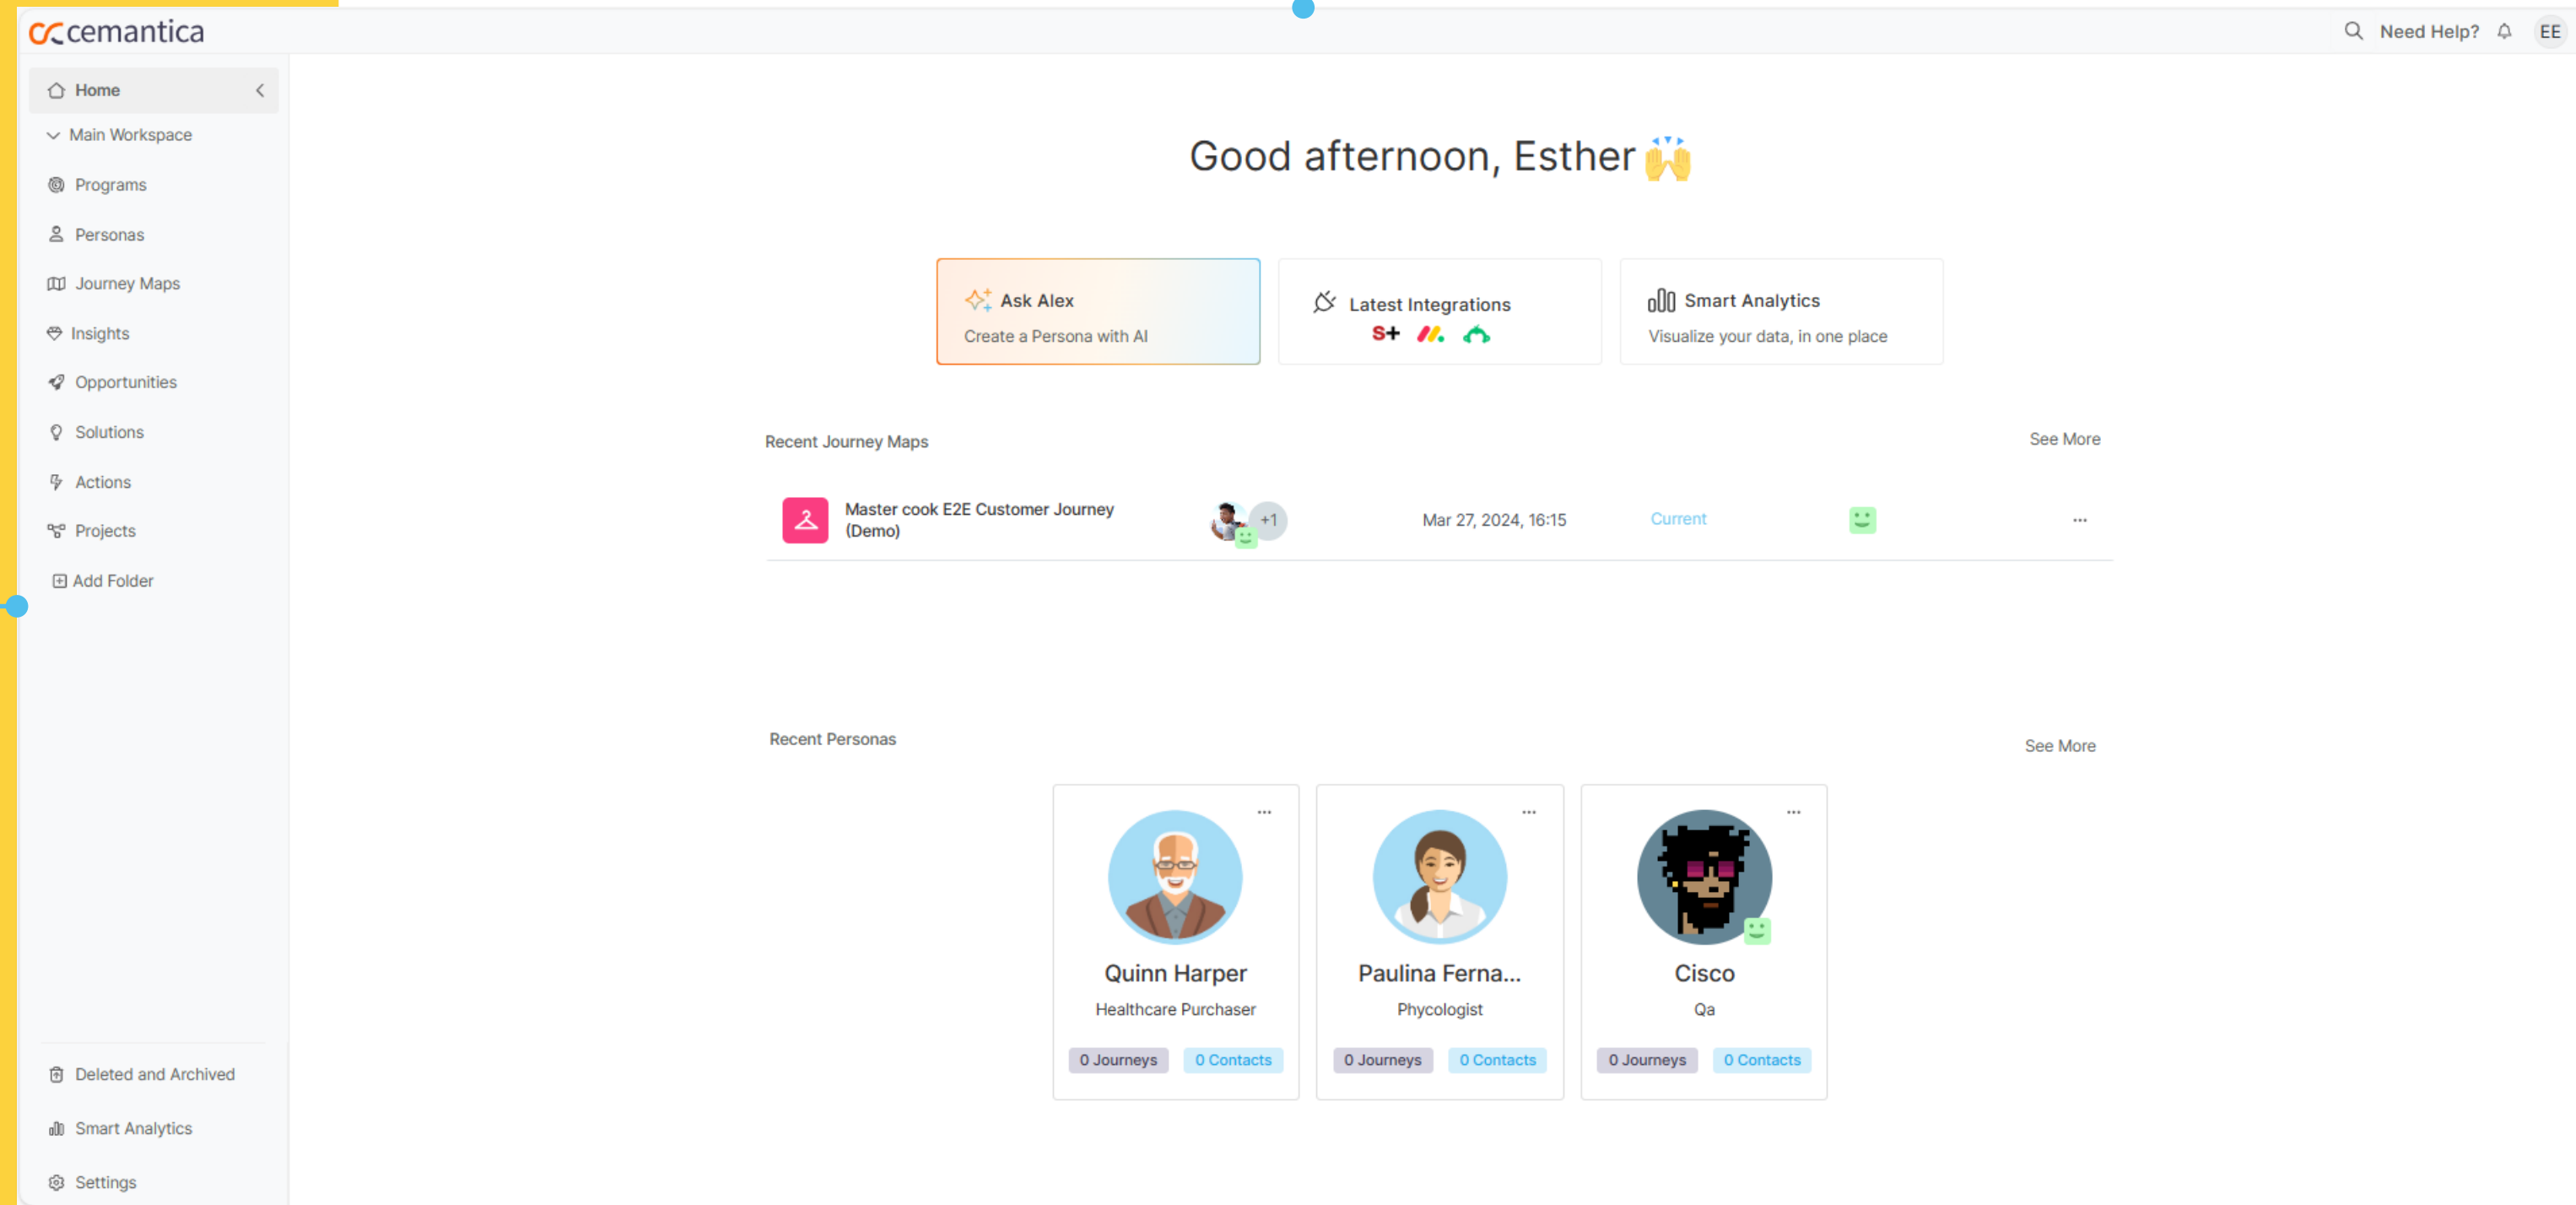 cemantica
Need Help?
EE
Home
Main Workspace
Programs
Personas
Journey Maps
Insights
Opportunities
Solutions
Actions
Projects
Add Folder
Deleted and Archived
Smart Analytics
Settings
Good afternoon, Esther
Ask Alex
Create a Persona with AI
Latest Integrations
S+
Smart Analytics
Visualize your data, in one place
Recent Journey Maps
See More
Master cook E2E Customer Journey
(Demo)
+1
Mar 27, 2024, 16:15
Current
Recent Personas
See More
Quinn Harper
Healthcare Purchaser
0 Journeys
0 Contacts
Paulina Ferna...
Phycologist
0 Journeys
0 Contacts
Cisco
Qa
0 Journeys
0 Contacts